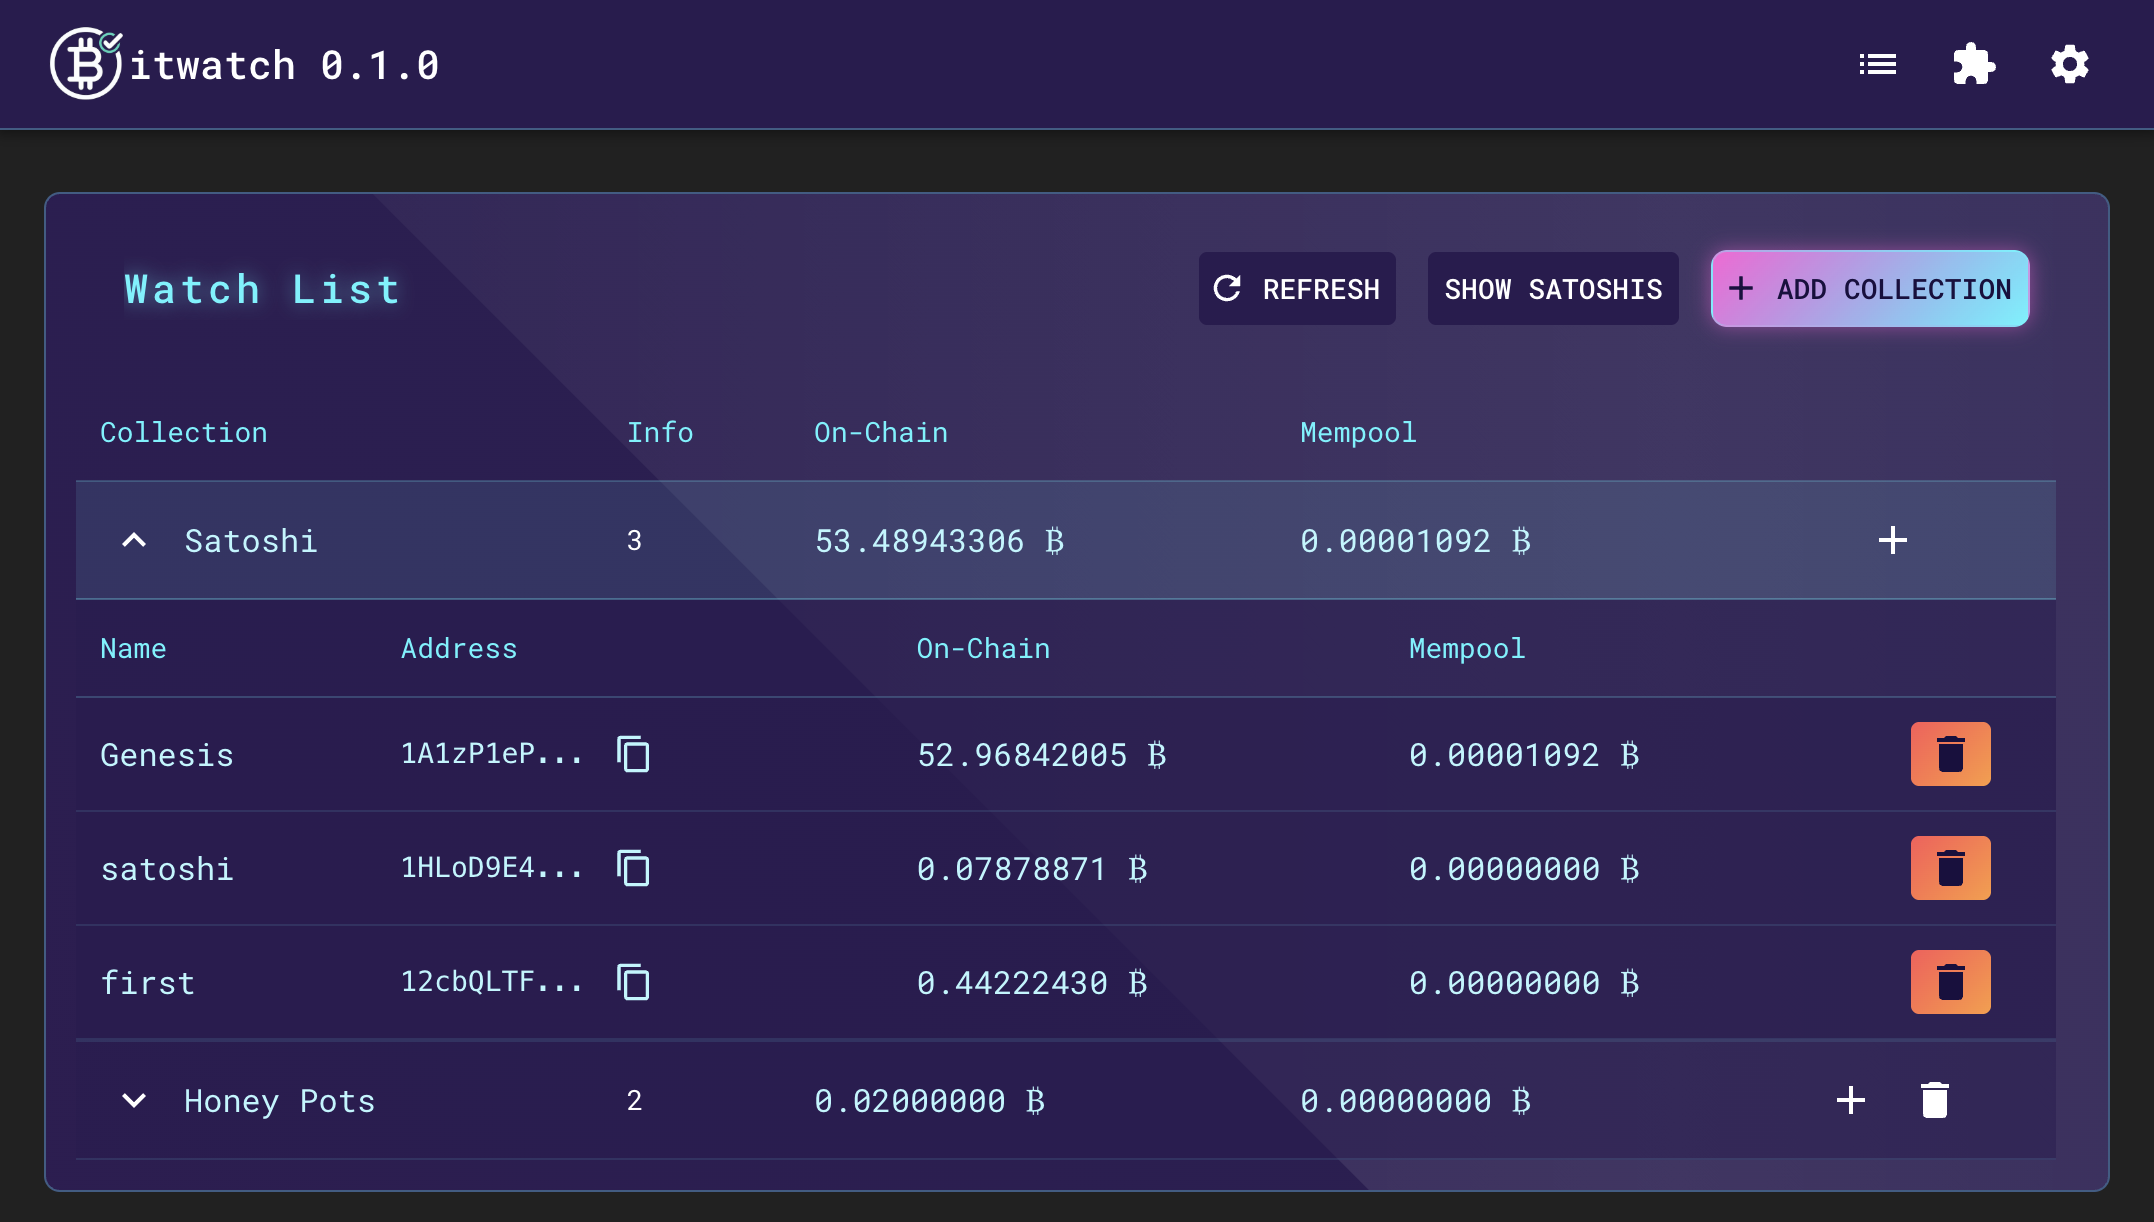 Bitwatch 0.1.0
Watch List
REFRESH
SHOW SATOSHIS
+ ADD COLLECTION
Collection Info On-Chain Mempool
Satoshi 3 53.48943306 ₿ 0.00001092 ₿ +
Name Address On-Chain Mempool
Genesis 1A1zP1eP... 52.96842005 ₿ 0.00001092 ₿
satoshi 1HLoD9E4... 0.07878871 ₿ 0.00000000 ₿
first 12cbQLTF... 0.44222430 ₿ 0.00000000 ₿
Honey Pots 2 0.02000000 ₿ 0.00000000 ₿ +